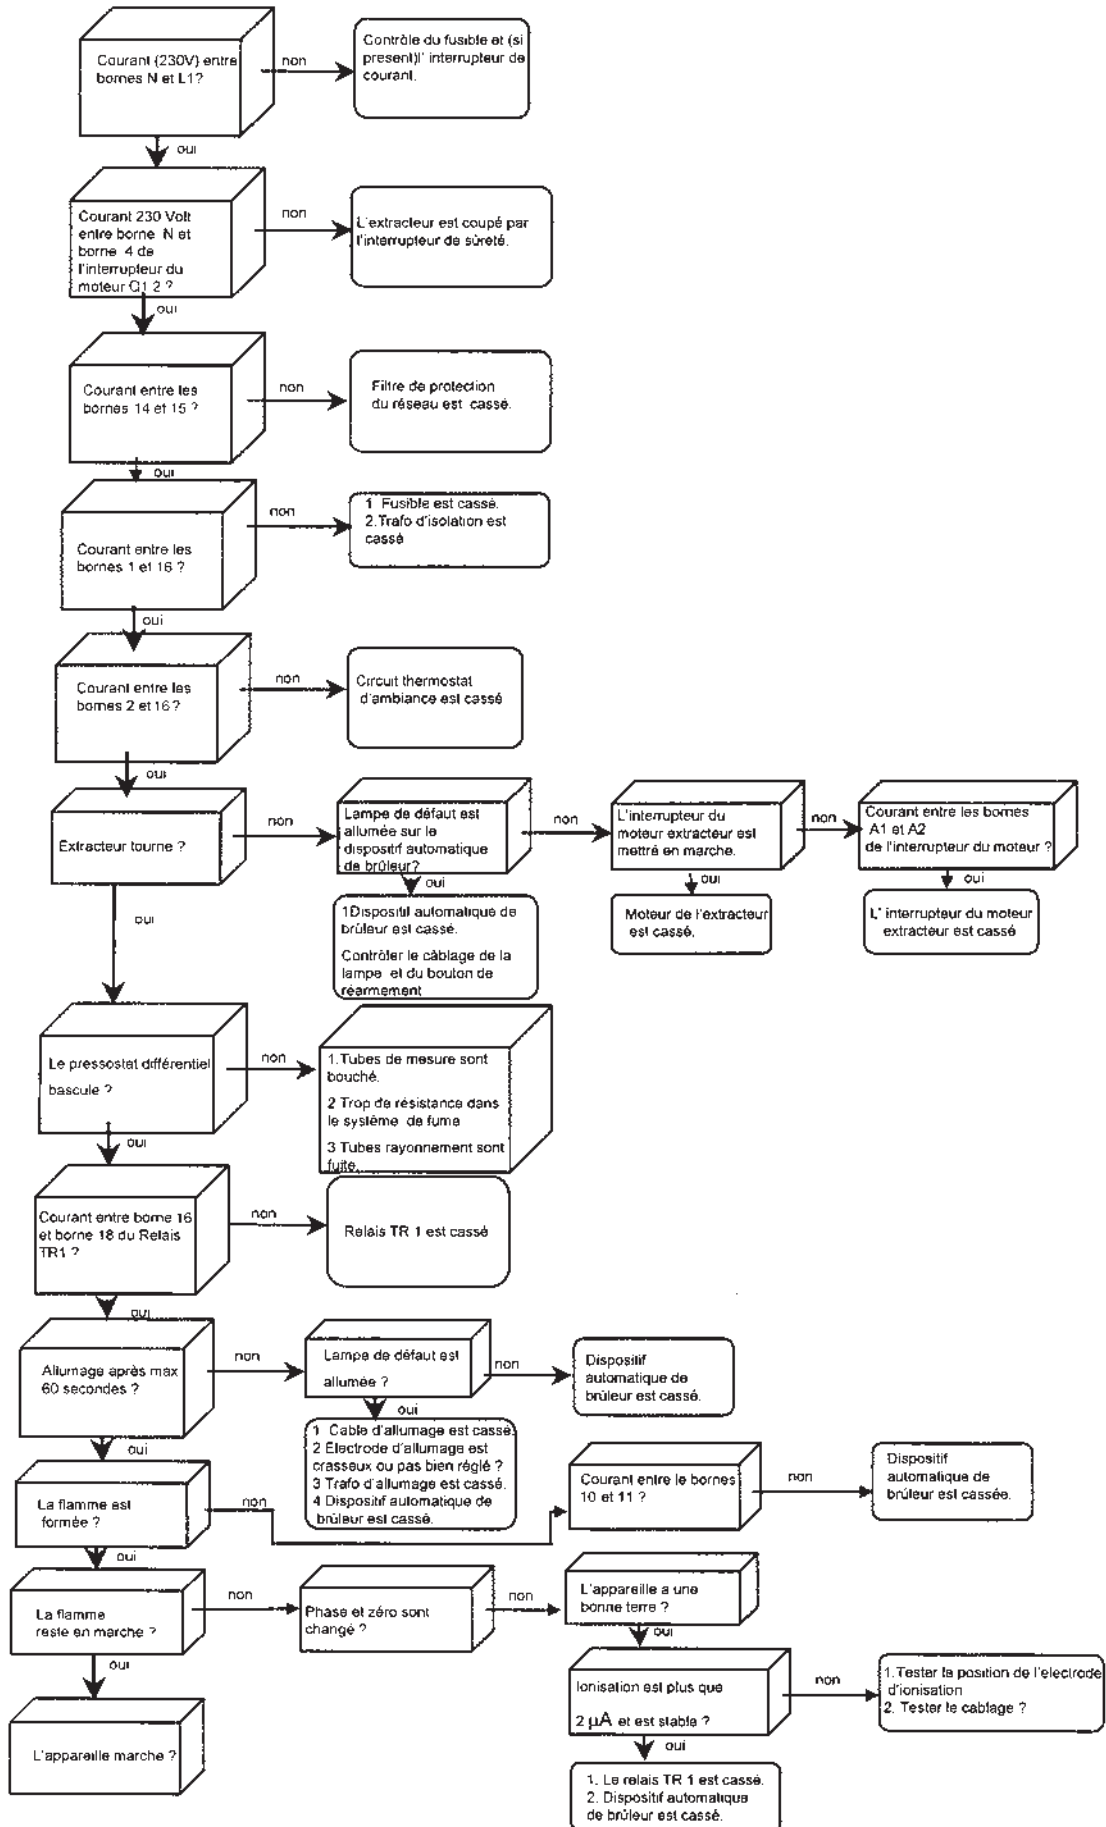 Courant (230V) entre
bornes N et L1?
non
Contrôle du fusible et (si
present)l' interrupteur de
courant.
oui
Courant 230 Volt
entre borne N et
borne 4 de
l'interrupteur du
moteur Q1 2 ?
non
L'extracteur est coupé par
l'interrupteur de sûreté.
oui
Courant entre les
bornes 14 et 15 ?
non
Filtre de protection
du réseau est cassé.
oui
Courant entre les
bornes 1 et 16 ?
non
1 Fusible est cassé.
2.Trafo d'isolation est
cassé
oui
Courant entre les
bornes 2 et 16 ?
non
Circuit thermostat
d'ambiance est cassé
oui
Extracteur tourne ?
non
Lampe de défaut est
allumée sur le
dispositif automatique
de brûleur?
non
L'interrupteur du
moteur extracteur est
mettré en marche.
non
Courant entre les bornes
A1 et A2
de l'interrupteur du moteur ?
oui
1Dispositif automatique de
brûleur est cassé.
Contrôler le câblage de la
lampe et du bouton de
réarmement
oui
Moteur de l'extracteur
est cassé.
oui
L' interrupteur du moteur
extracteur est cassé
oui
Le pressostat différentiel
bascule ?
non
1.Tubes de mesure sont
bouché.
2 Trop de résistance dans
le système de fume
3 Tubes rayonnement sont
fuite.
oui
Courant entre borne 16
et borne 18 du Relais
TR1 ?
non
Relais TR 1 est cassé
oui
Allumage après max
60 secondes ?
non
Lampe de défaut est
allumée ?
non
Dispositif
automatique de
brûleur est cassé.
oui
1 Cable d'allumage est cassé.
2 Électrode d'allumage est
crasseux ou pas bien réglé ?
3 Trafo d'allumage est cassé.
4 Dispositif automatique de
brûleur est cassé.
oui
La flamme est
formée ?
non
Courant entre le bornes
10 et 11 ?
non
Dispositif
automatique de
brûleur est cassée.
oui
La flamme
reste en marche ?
non
Phase et zéro sont
changé ?
non
L'appareille a une
bonne terre ?
oui
Ionisation est plus que
2 µA et est stable ?
non
1.Tester le position de l'electrode
d'ionisation
2. Tester le cablage ?
oui
1. Le relais TR 1 est cassé.
2. Dispositif automatique
de brûleur est cassé.
oui
L'appareille marche ?